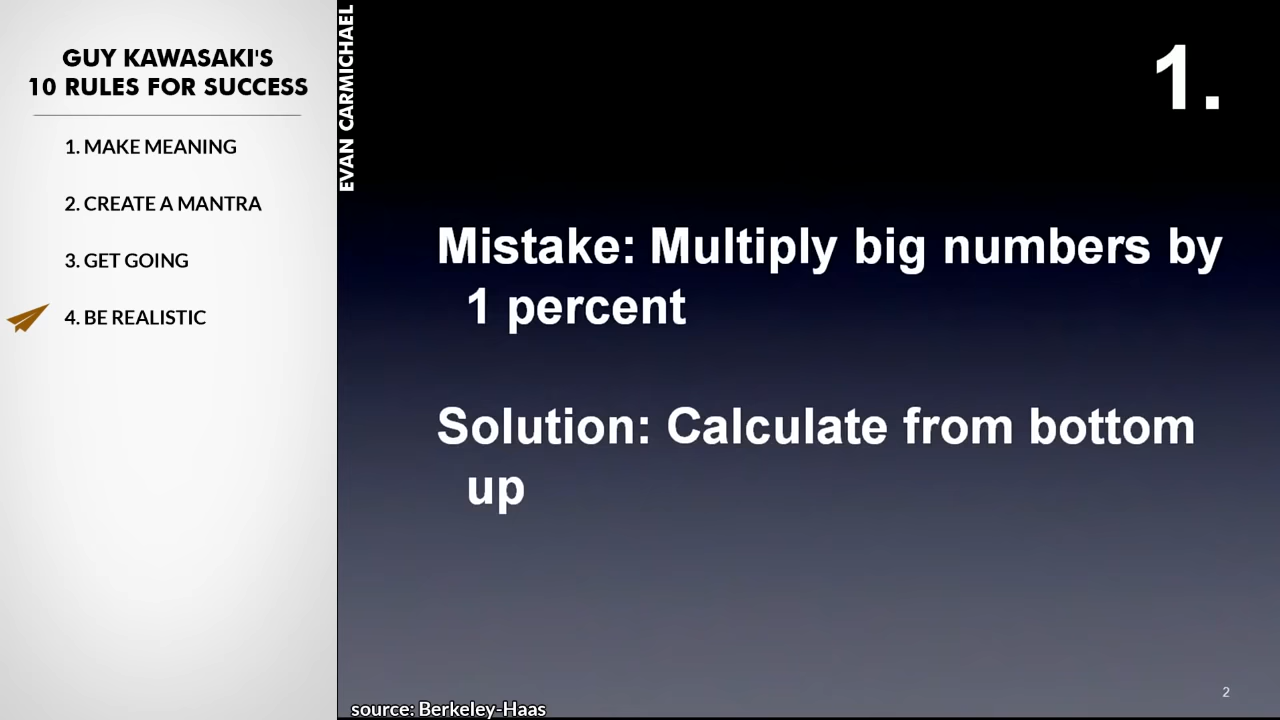 GUY KAWASAKI'S
10 RULES FOR SUCCESS
1. MAKE MEANING
2. CREATE A MANTRA
3. GET GOING
4. BE REALISTIC
EVAN CARMICHAEL
1.
Mistake: Multiply big numbers by
1 percent
Solution: Calculate from bottom
up
2
source: Berkeley-Haas